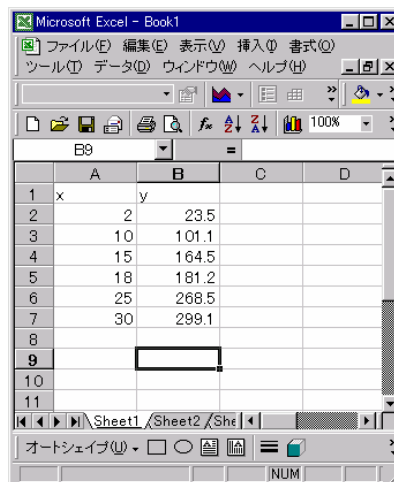 Microsoft Excel - Book1
ファイル(F) 編集(E) 表示(V) 挿入(I) 書式(O)
ツール(T) データ(D) ウィンドウ(W) ヘルプ(H)
100%
B9 =
A B C D
1 x y
2 2 23.5
3 10 101.1
4 15 164.5
5 18 181.2
6 25 268.5
7 30 299.1
8
9
10
11
Sheet1 Sheet2 She
オートシェイプ(U)
NUM